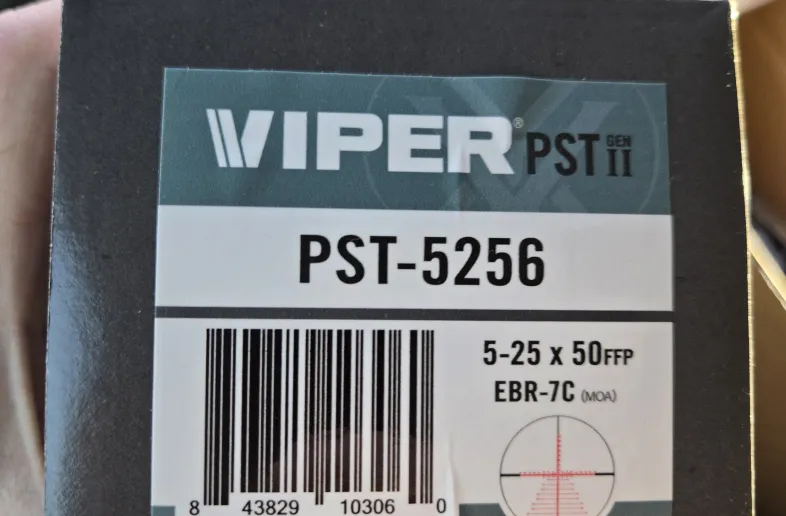 VIPER® PST GEN II
PST-5256
5-25 x 50FFP
EBR-7C (MOA)
8 43829 10306 0